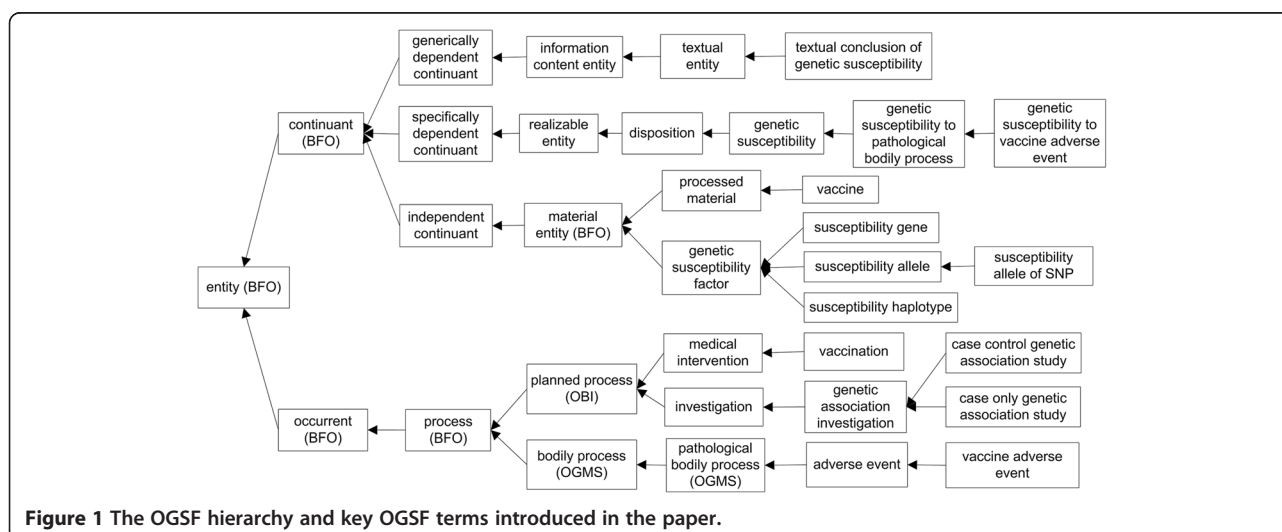 generically
dependent
continuant
information
content entity
textual
entity
textual conclusion of
genetic susceptibility
continuant
(BFO)
specifically
dependent
continuant
realizable
entity
disposition
genetic
susceptibility
genetic
susceptibility to
pathological
bodily process
genetic
susceptibility to
vaccine adverse
event
independent
continuant
material
entity (BFO)
processed
material
vaccine
genetic
susceptibility
factor
susceptibility gene
susceptibility allele
susceptibility
allele of SNP
susceptibility haplotype
entity (BFO)
occurrent
(BFO)
process
(BFO)
planned process
(OBI)
medical
intervention
vaccination
investigation
genetic
association
investigation
case control genetic
association study
case only genetic
association study
bodily process
(OGMS)
pathological
bodily process
(OGMS)
adverse event
vaccine adverse
event
Figure 1 The OGSF hierarchy and key OGSF terms introduced in the paper.